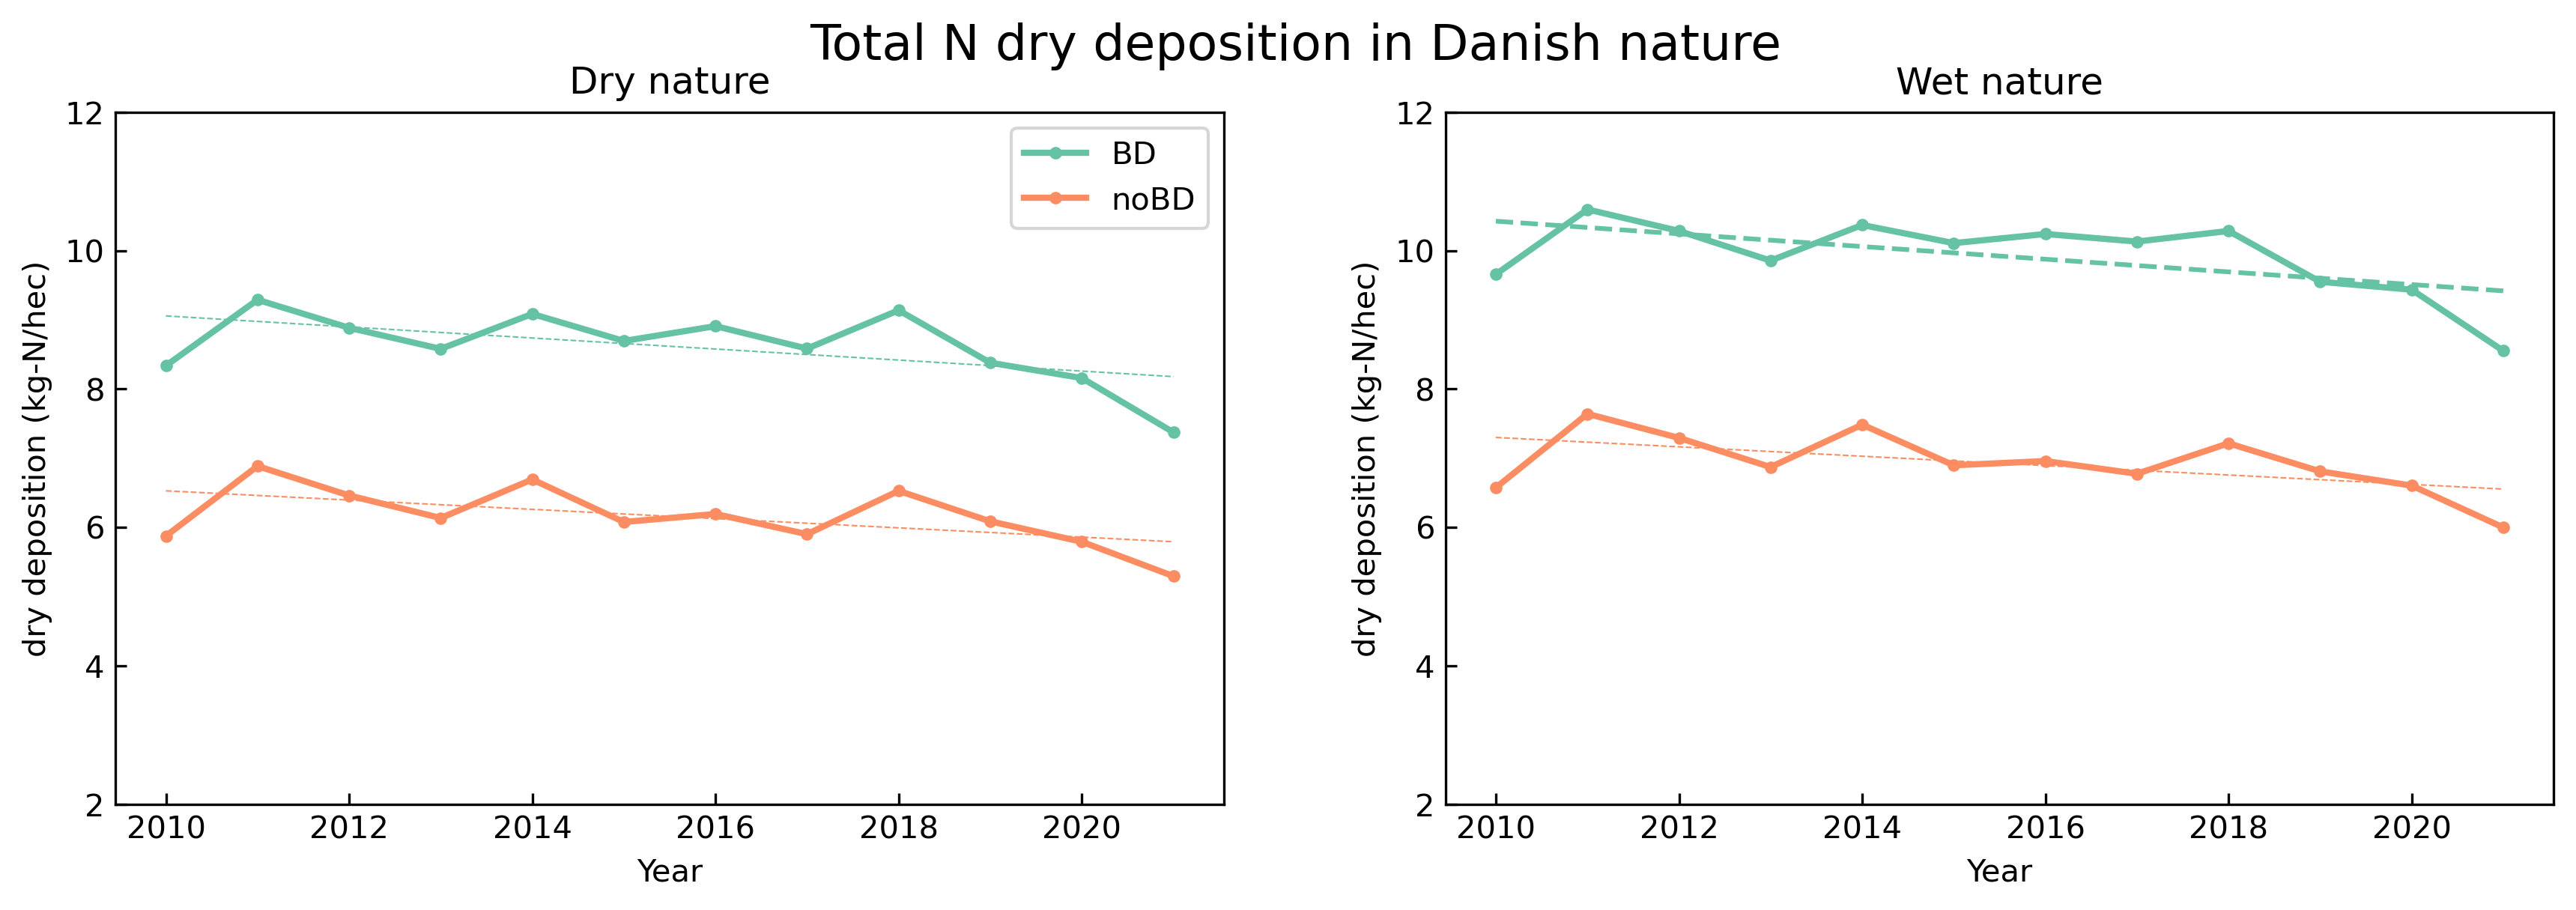 Total N dry deposition in Danish nature
Dry nature
dry deposition (kg-N/hec)
12
10
8
6
4
2
BD
noBD
2010 2012 2014 2016 2018 2020
Year
Wet nature
dry deposition (kg-N/hec)
12
10
8
6
4
2
2010 2012 2014 2016 2018 2020
Year